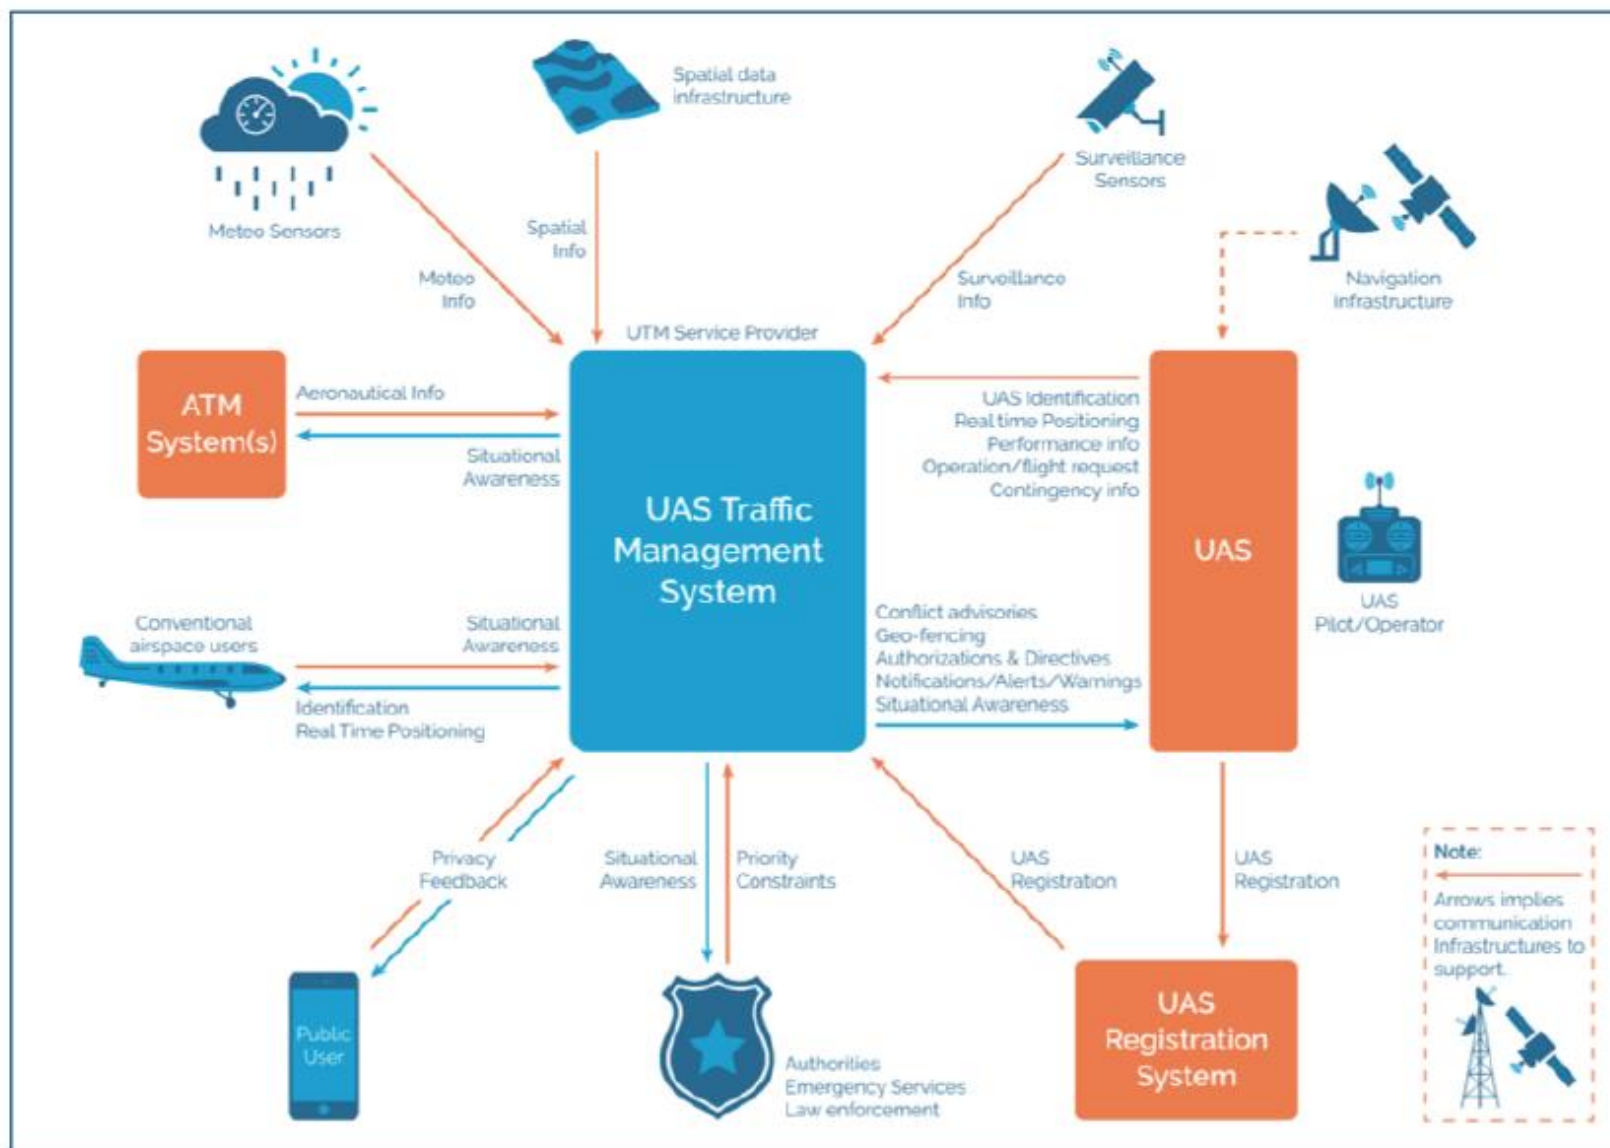 Spatial data
infrastructure
Surveillance
Sensors
Meteo Sensors
Navigation
infrastructure
Spatial
Info
Meteo
Info
Surveillance
Info
UTM Service Provider
ATM
System(s)
Aeronautical Info
Situational
Awareness
UAS Identification
Real time Positioning
Performance info
Operation/flight request
Contingency info
UAS Traffic
Management
System
UAS
UAS
Pilot/Operator
Conventional
airspace users
Situational
Awareness
Identification
Real Time Positioning
Conflict advisories
Geo-fencing
Authorizations & Directives
Notifications/Alerts/Warnings
Situational Awareness
Privacy
Feedback
Situational
Awareness
Priority
Constraints
UAS
Registration
UAS
Registration
Note:
Arrows implies
communication
Infrastructures to
support.
Public
User
Authorities
Emergency Services
Law enforcement
UAS
Registration
System